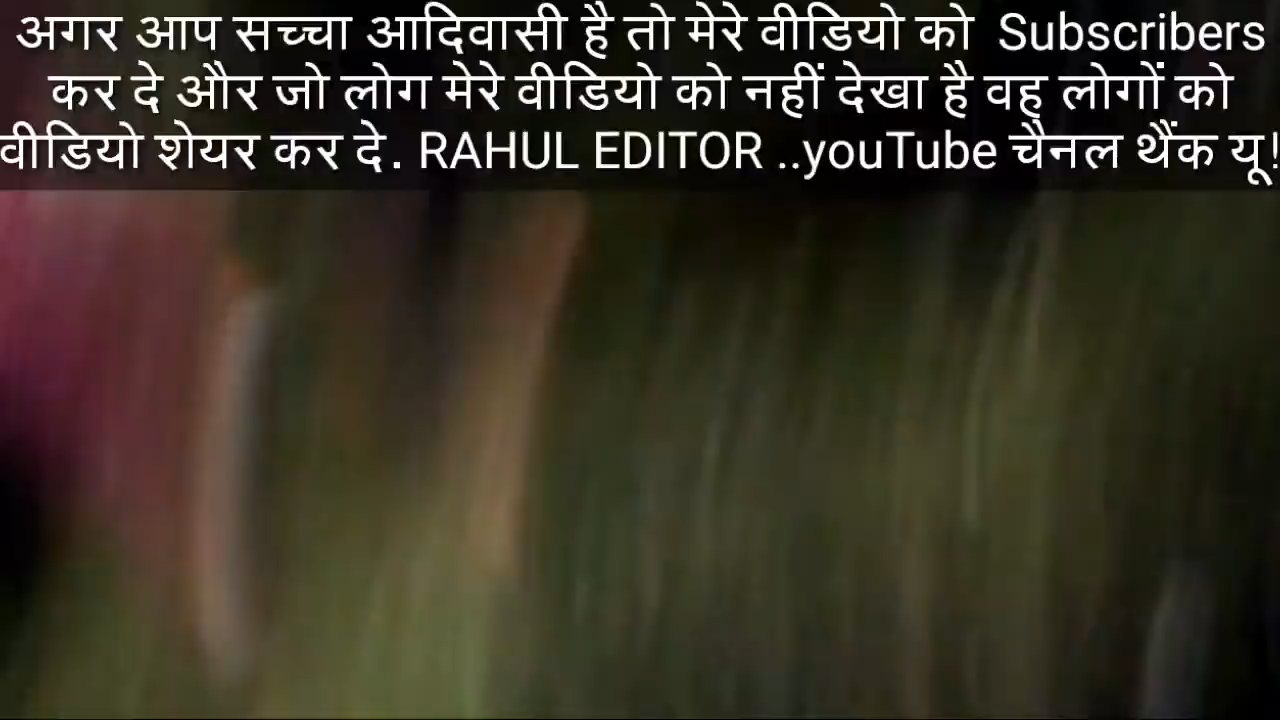 अगर आप सच्चा आदिवासी है तो मेरे वीडियो को Subscribers
कर दे और जो लोग मेरे वीडियो को नहीं देखा है वह लोगों को
वीडियो शेयर कर दे. RAHUL EDITOR ..youTube चैनल थैंक यू!